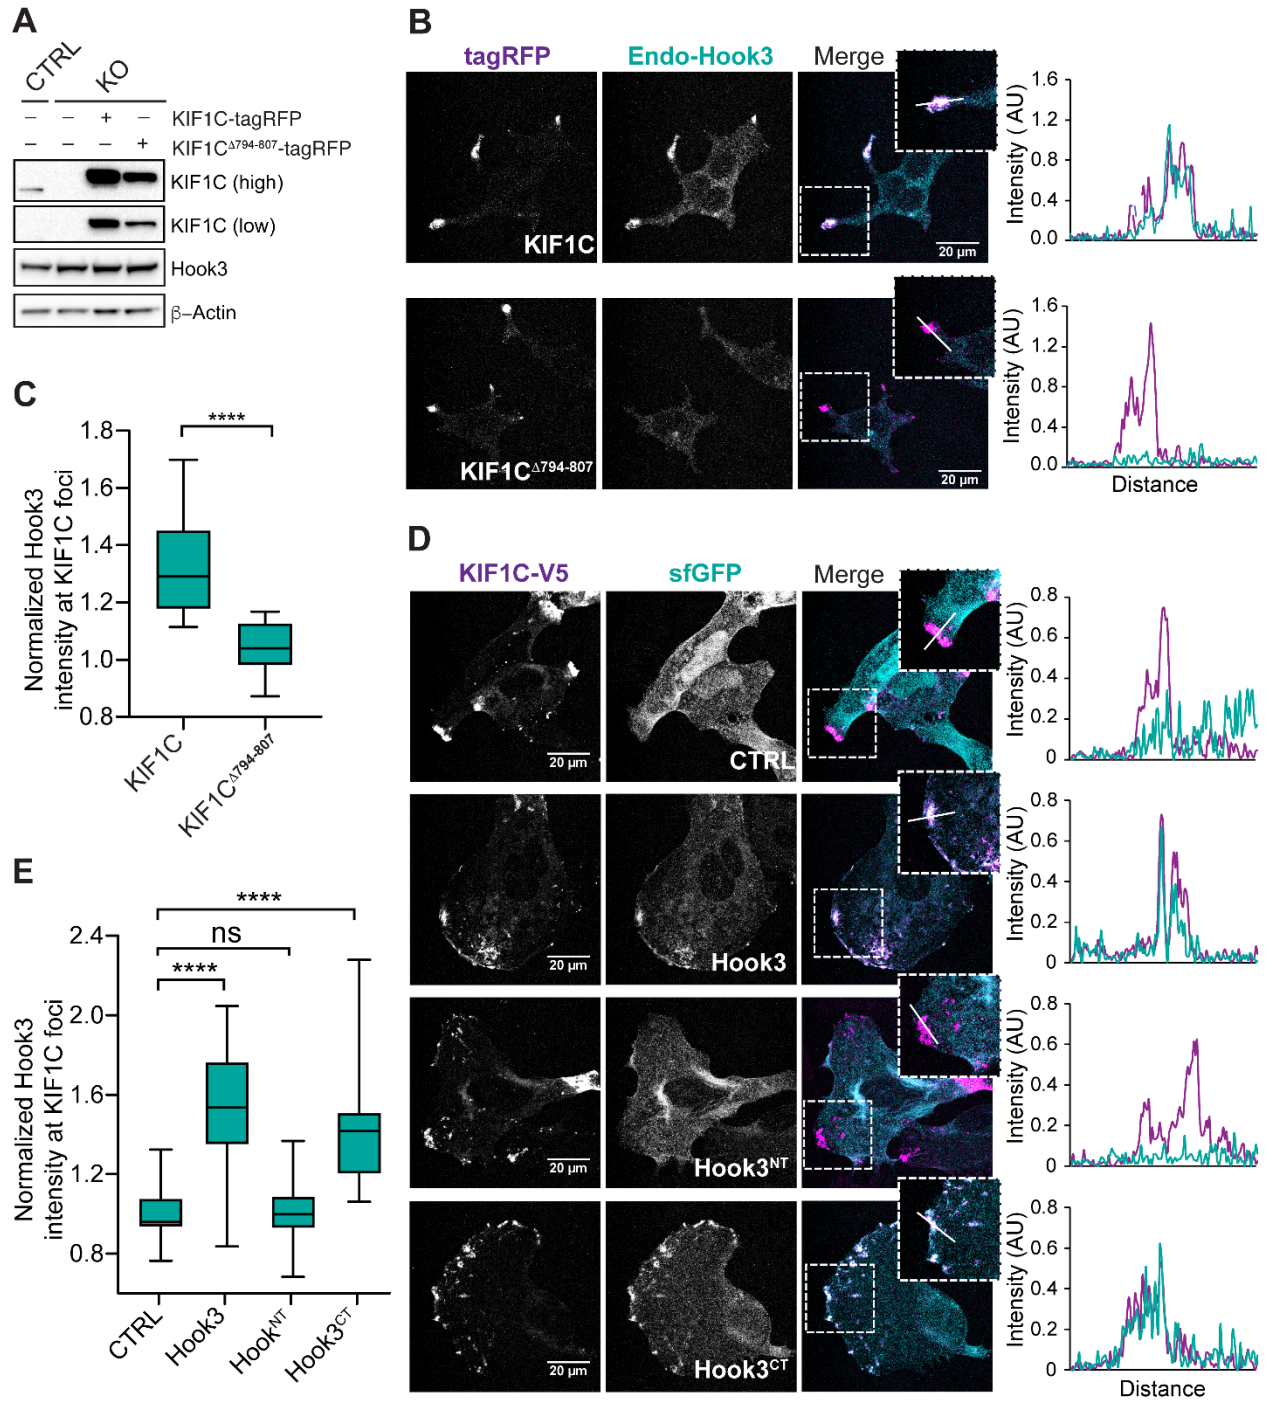 A
CTRL
KO
– – + – KIF1C-tagRFP
– – – + KIF1CΔ794-807-tagRFP
KIF1C (high)
KIF1C (low)
Hook3
β–Actin
B
tagRFP Endo-Hook3 Merge
KIF1C
20 µm
Intensity ( AU)
1.6
1.2
0.8
0.4
0.0
KIF1CΔ794-807
20 µm
Intensity (AU)
1.6
1.2
0.8
0.4
0.0
Distance
C
Normalized Hook3
intensity at KIF1C foci
1.8
1.6
1.4
1.2
1.0
0.8
****
KIF1C
KIF1CΔ794-807
D
KIF1C-V5 sfGFP Merge
20 µm
CTRL
Intensity (AU)
0.8
0.6
0.4
0.2
0
20 µm
Hook3
Intensity (AU)
0.8
0.6
0.4
0.2
0
20 µm
Hook3NT
Intensity (AU)
0.8
0.6
0.4
0.2
0
20 µm
Hook3CT
Intensity (AU)
0.8
0.6
0.4
0.2
0
Distance
E
Normalized Hook3
intensity at KIF1C foci
2.4
2.0
1.6
1.2
0.8
****
ns
****
CTRL
Hook3
HookNT
Hook3CT